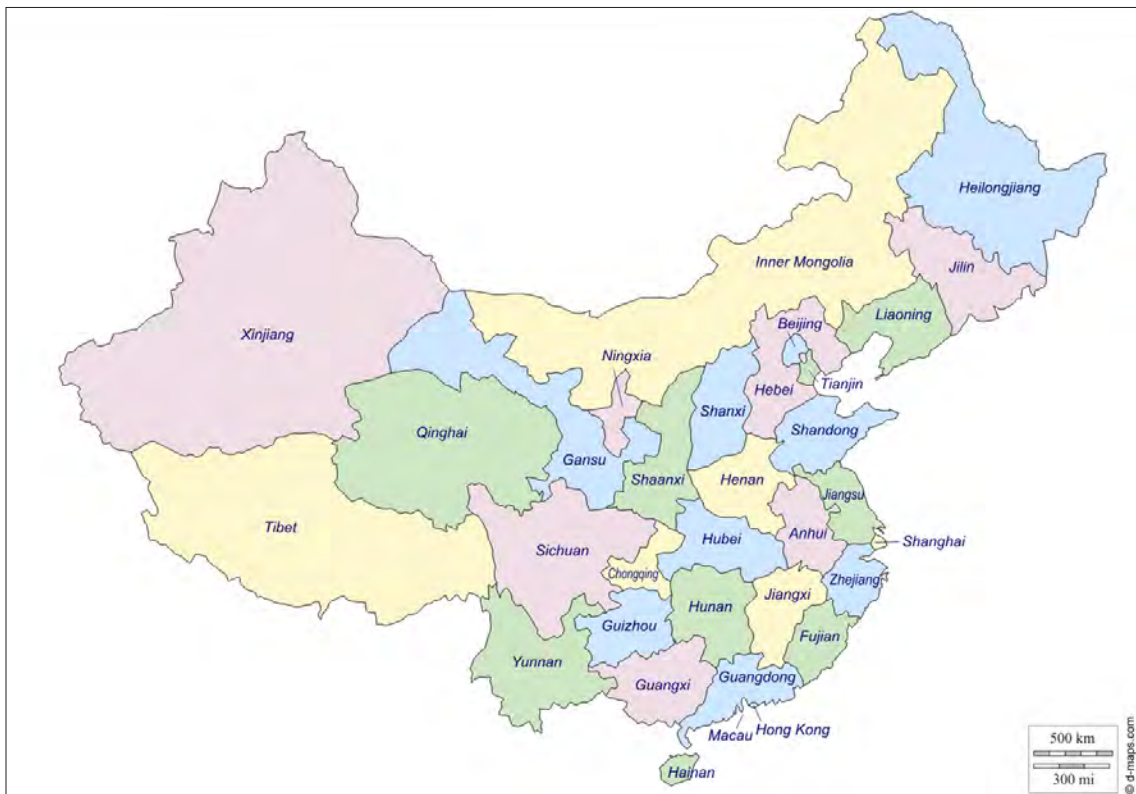 Heilongjiang
Inner Mongolia
Jilin
Liaoning
Beijing
Xinjiang
Ningxia
Tianjin
Hebei
Shanxi
Shandong
Qinghai
Gansu
Shaanxi
Henan
Jiangsu
Tibet
Sichuan
Hubei
Anhui
Shanghai
Chongqing
Zhejiang
Jiangxi
Hunan
Guizhou
Fujian
Yunnan
Guangxi
Guangdong
Macau
Hong Kong
Hainan
500 km
300 mi
© d-maps.com